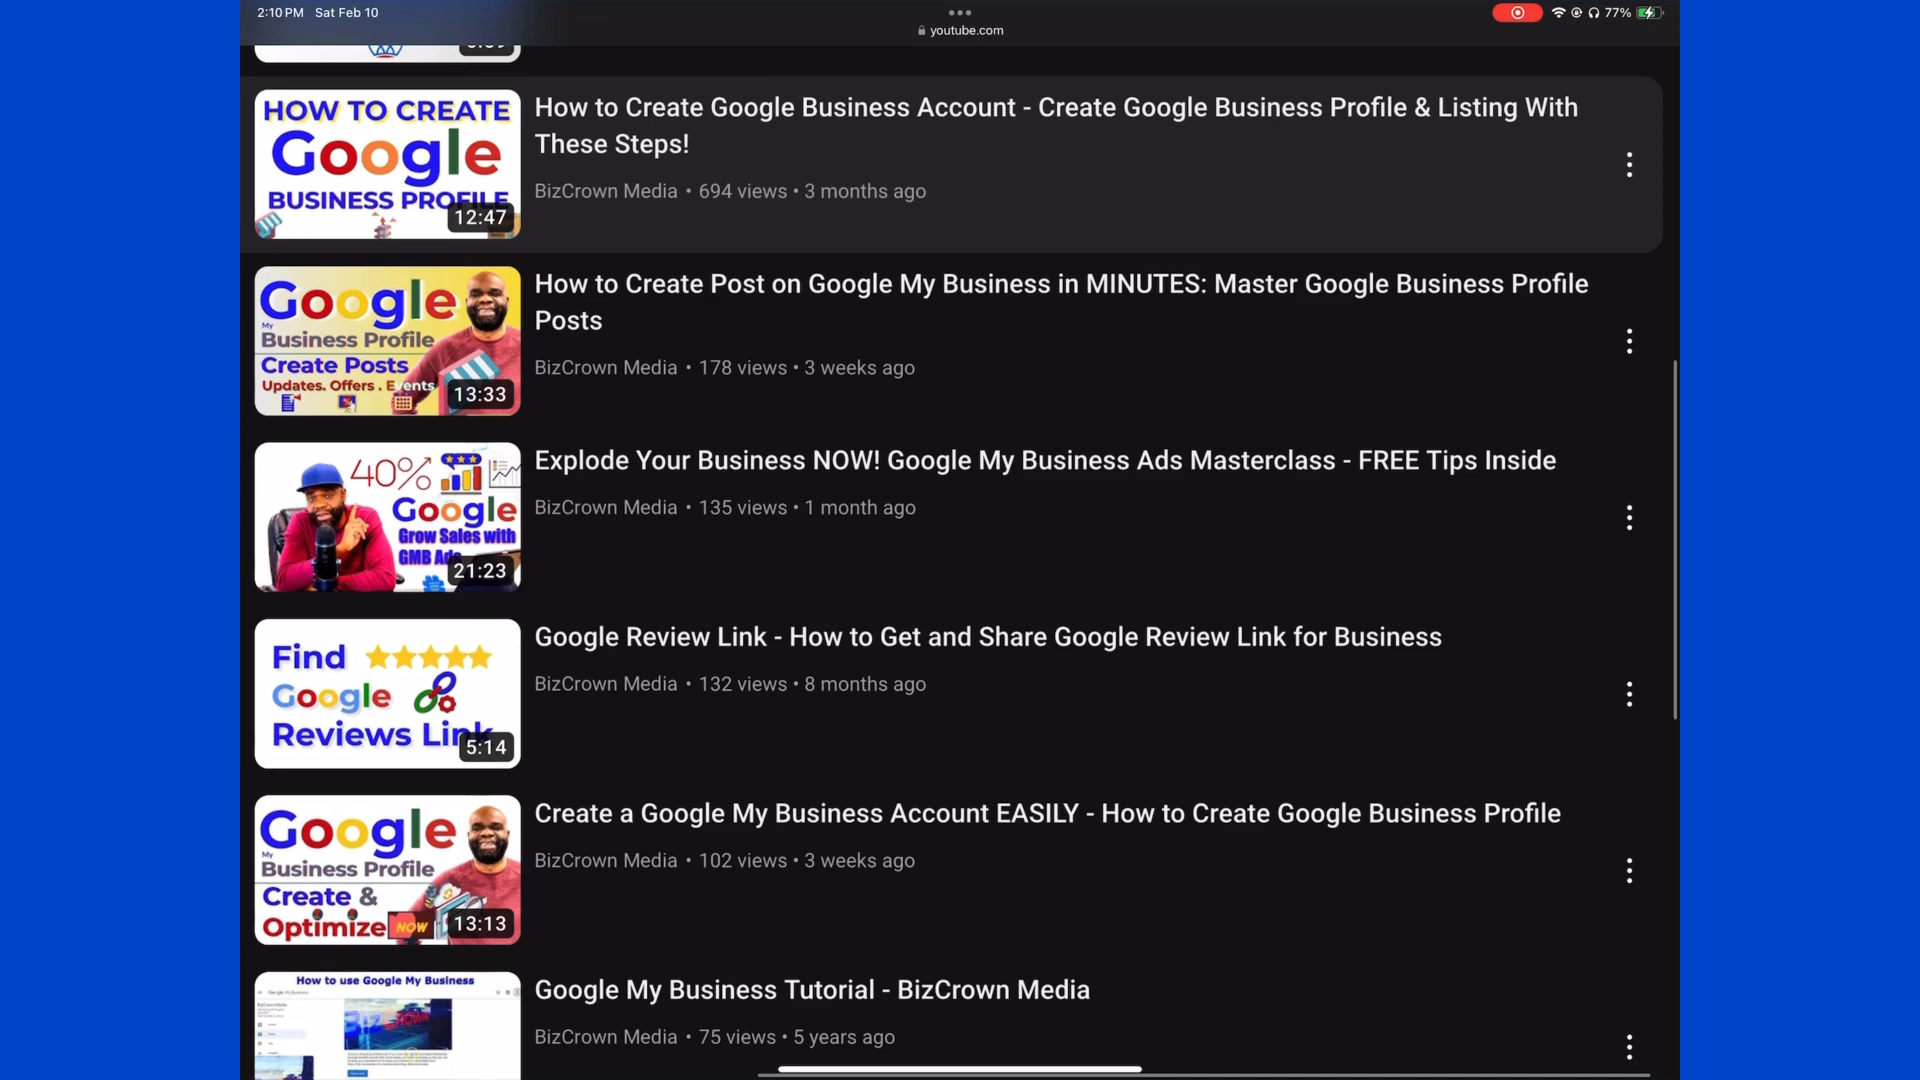 2:10 PM Sat Feb 10
youtube.com
77%
HOW TO CREATE
Google
BUSINESS PROFILE
12:47
How to Create Google Business Account - Create Google Business Profile & Listing With
These Steps!
BizCrown Media • 694 views • 3 months ago
Google
My
Business Profile
Create Posts
Updates. Offers . Events
13:33
How to Create Post on Google My Business in MINUTES: Master Google Business Profile
Posts
BizCrown Media • 178 views • 3 weeks ago
40%
Google
Grow Sales with
GMB Ads
21:23
Explode Your Business NOW! Google My Business Ads Masterclass - FREE Tips Inside
BizCrown Media • 135 views • 1 month ago
Find
Google
Reviews Link
5:14
Google Review Link - How to Get and Share Google Review Link for Business
BizCrown Media • 132 views • 8 months ago
Google
My
Business Profile
Create &
Optimize NOW
13:13
Create a Google My Business Account EASILY - How to Create Google Business Profile
BizCrown Media • 102 views • 3 weeks ago
How to use Google My Business
Google My Business Tutorial - BizCrown Media
BizCrown Media • 75 views • 5 years ago